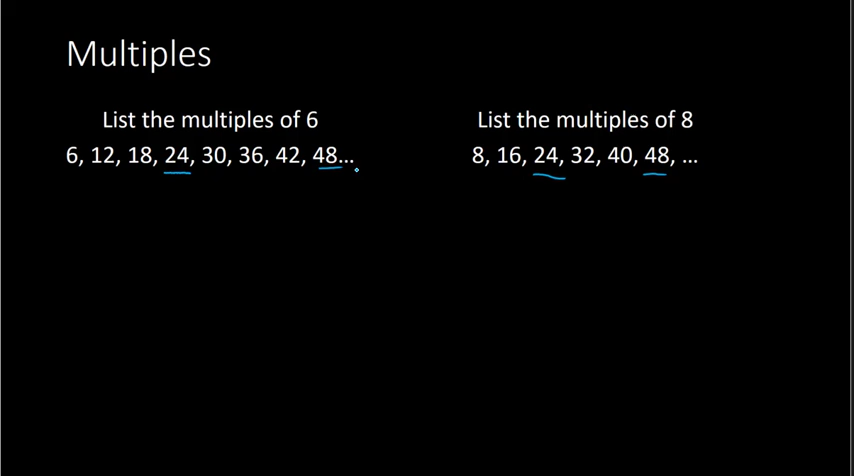 Multiples
List the multiples of 6
6, 12, 18, 24, 30, 36, 42, 48...
List the multiples of 8
8, 16, 24, 32, 40, 48, ...